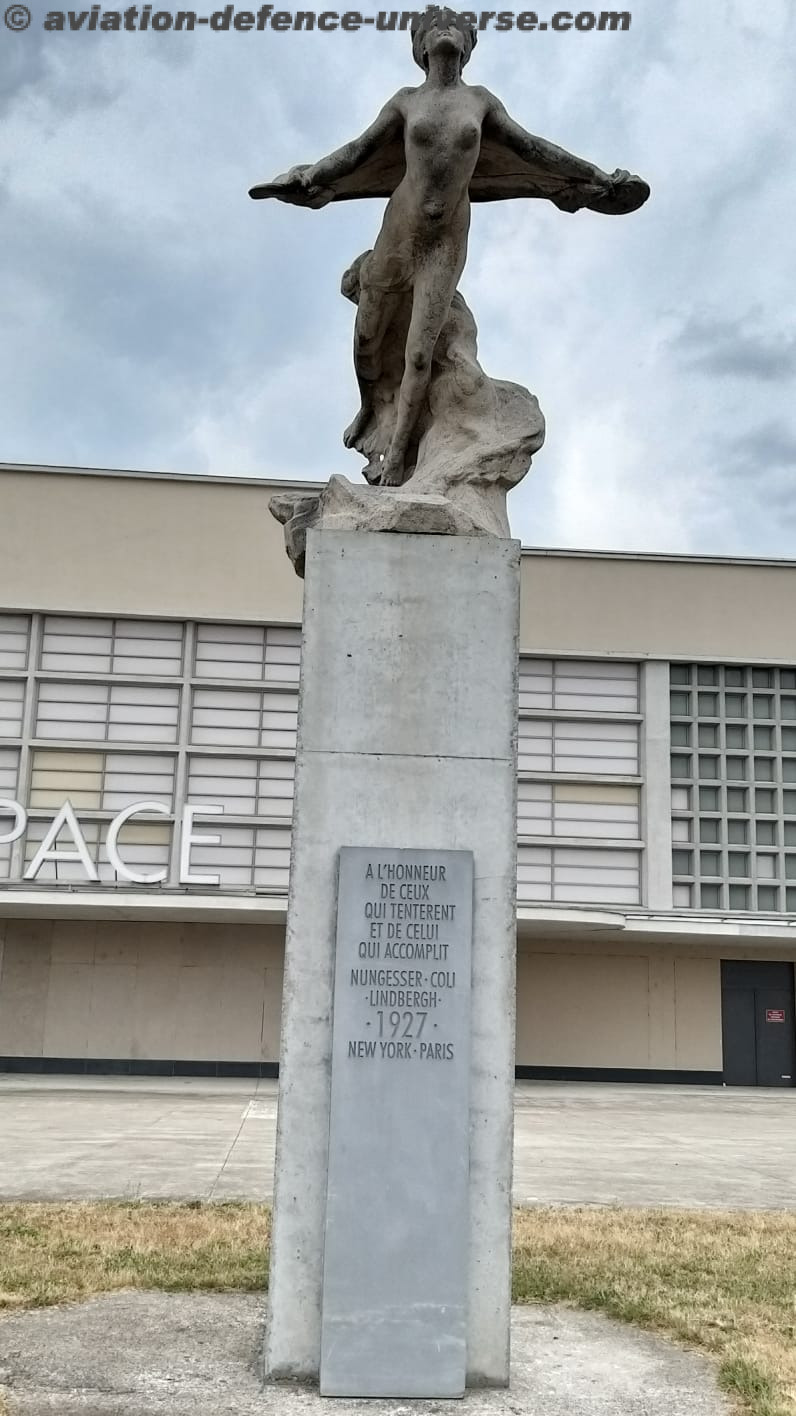 © aviation-defence-universe.com
PACE
A L'HONNEUR
DE CEUX
QUI TENTERENT
ET DE CELUI
QUI ACCOMPLIT
NUNGESSER·COLI
·LINDBERGH·
·1927·
NEW YORK·PARIS